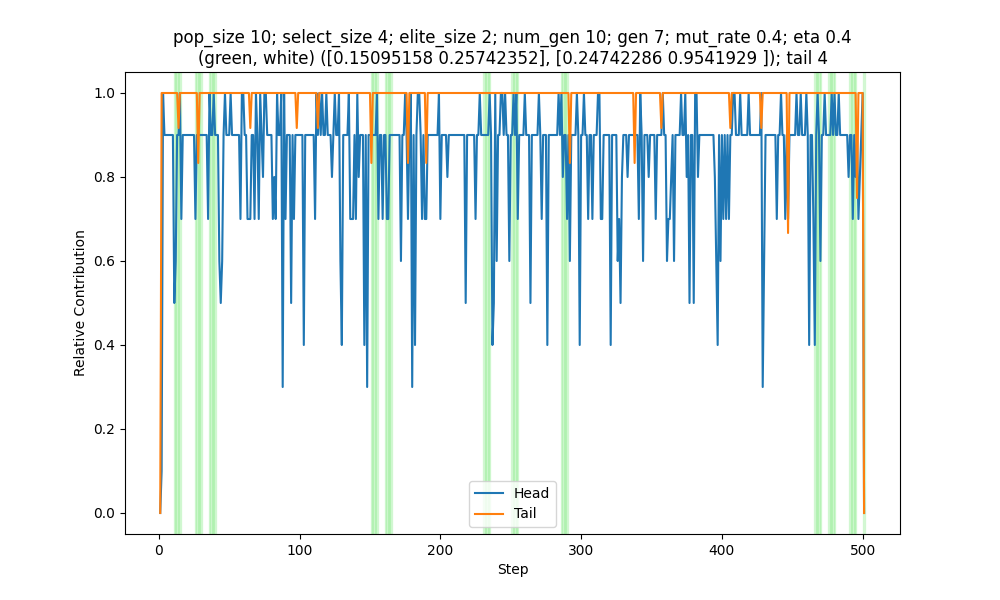 pop_size 10; select_size 4; elite_size 2; num_gen 10; gen 7; mut_rate 0.4; eta 0.4
(green, white) ([0.15095158 0.25742352], [0.24742286 0.9541929 ]); tail 4
1.0
0.8
0.6
0.4
0.2
0.0
Relative Contribution
Head
Tail
0
100
200
300
400
500
Step